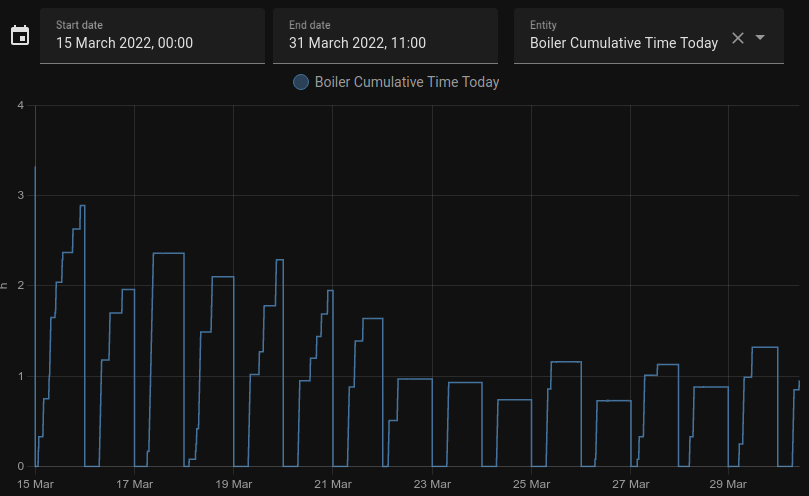 Start date
15 March 2022, 00:00
End date
31 March 2022, 11:00
Entity
Boiler Cumulative Time Today
Boiler Cumulative Time Today
4
3
2
1
0
h
15 Mar
17 Mar
19 Mar
21 Mar
23 Mar
25 Mar
27 Mar
29 Mar